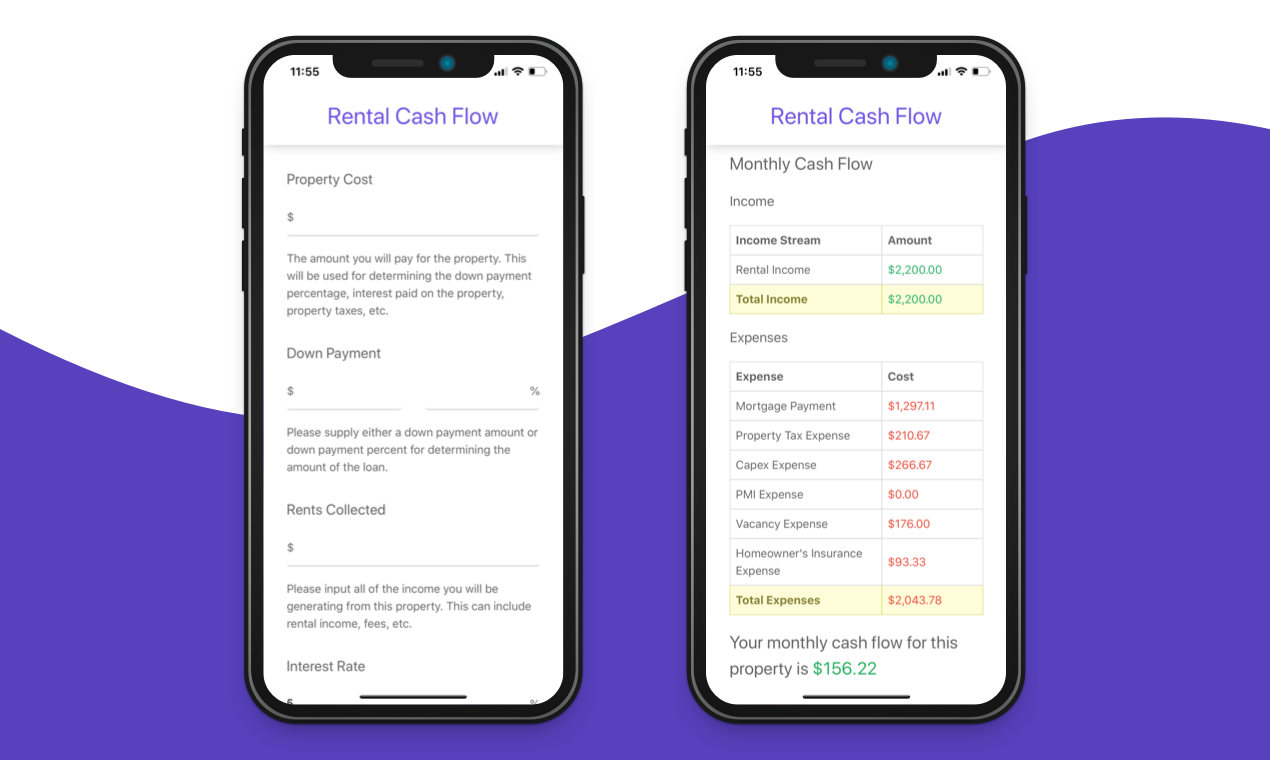 11:55
Rental Cash Flow
Property Cost
$
The amount you will pay for the property. This
will be used for determining the down payment
percentage, interest paid on the property,
property taxes, etc.
Down Payment
$ %
Please supply either a down payment amount or
down payment percent for determining the
amount of the loan.
Rents Collected
$
Please input all of the income you will be
generating from this property. This can include
rental income, fees, etc.
Interest Rate
5 %
11:55
Rental Cash Flow
Monthly Cash Flow
Income
Income Stream Amount
Rental Income $2,200.00
Total Income $2,200.00
Expenses
Expense Cost
Mortgage Payment $1,297.11
Property Tax Expense $210.67
Capex Expense $266.67
PMI Expense $0.00
Vacancy Expense $176.00
Homeowner's Insurance
Expense $93.33
Total Expenses $2,043.78
Your monthly cash flow for this
property is $156.22